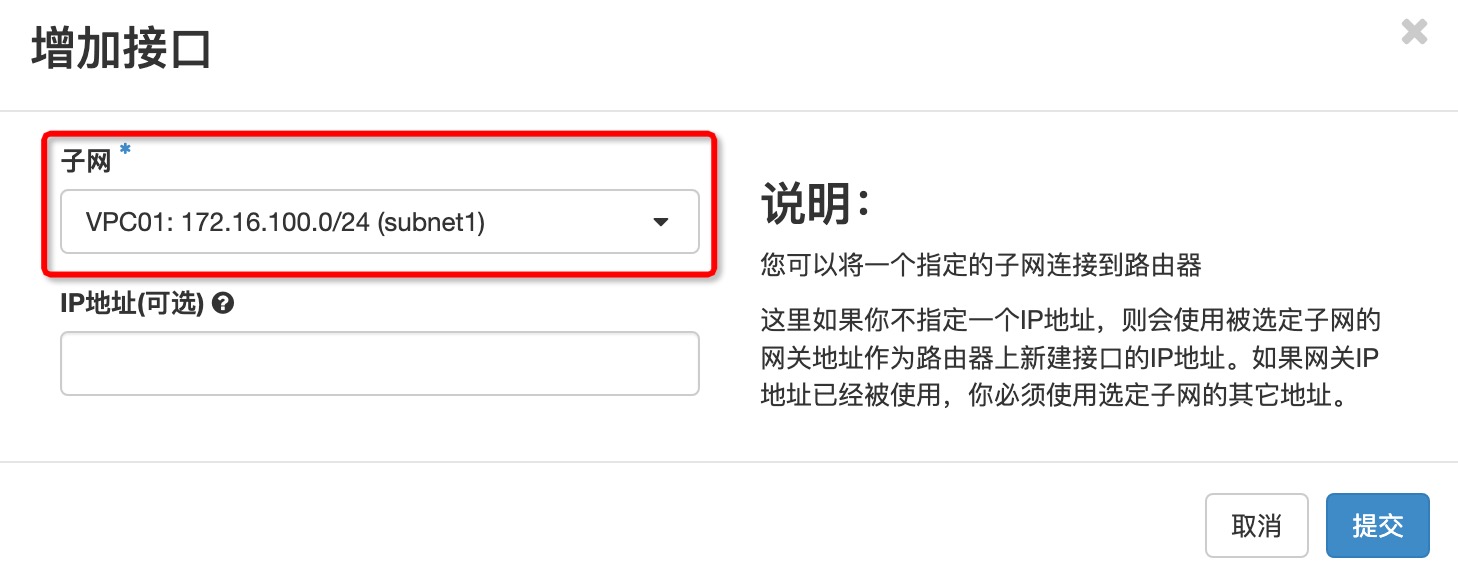 增加接口
子网 *
VPC01: 172.16.100.0/24 (subnet1)
IP地址(可选)
说明：
您可以将一个指定的子网连接到路由器
这里如果你不指定一个IP地址，则会使用被选定子网的
网关地址作为路由器上新建接口的IP地址。如果网关IP
地址已经被使用，你必须使用选定子网的其它地址。
取消
提交